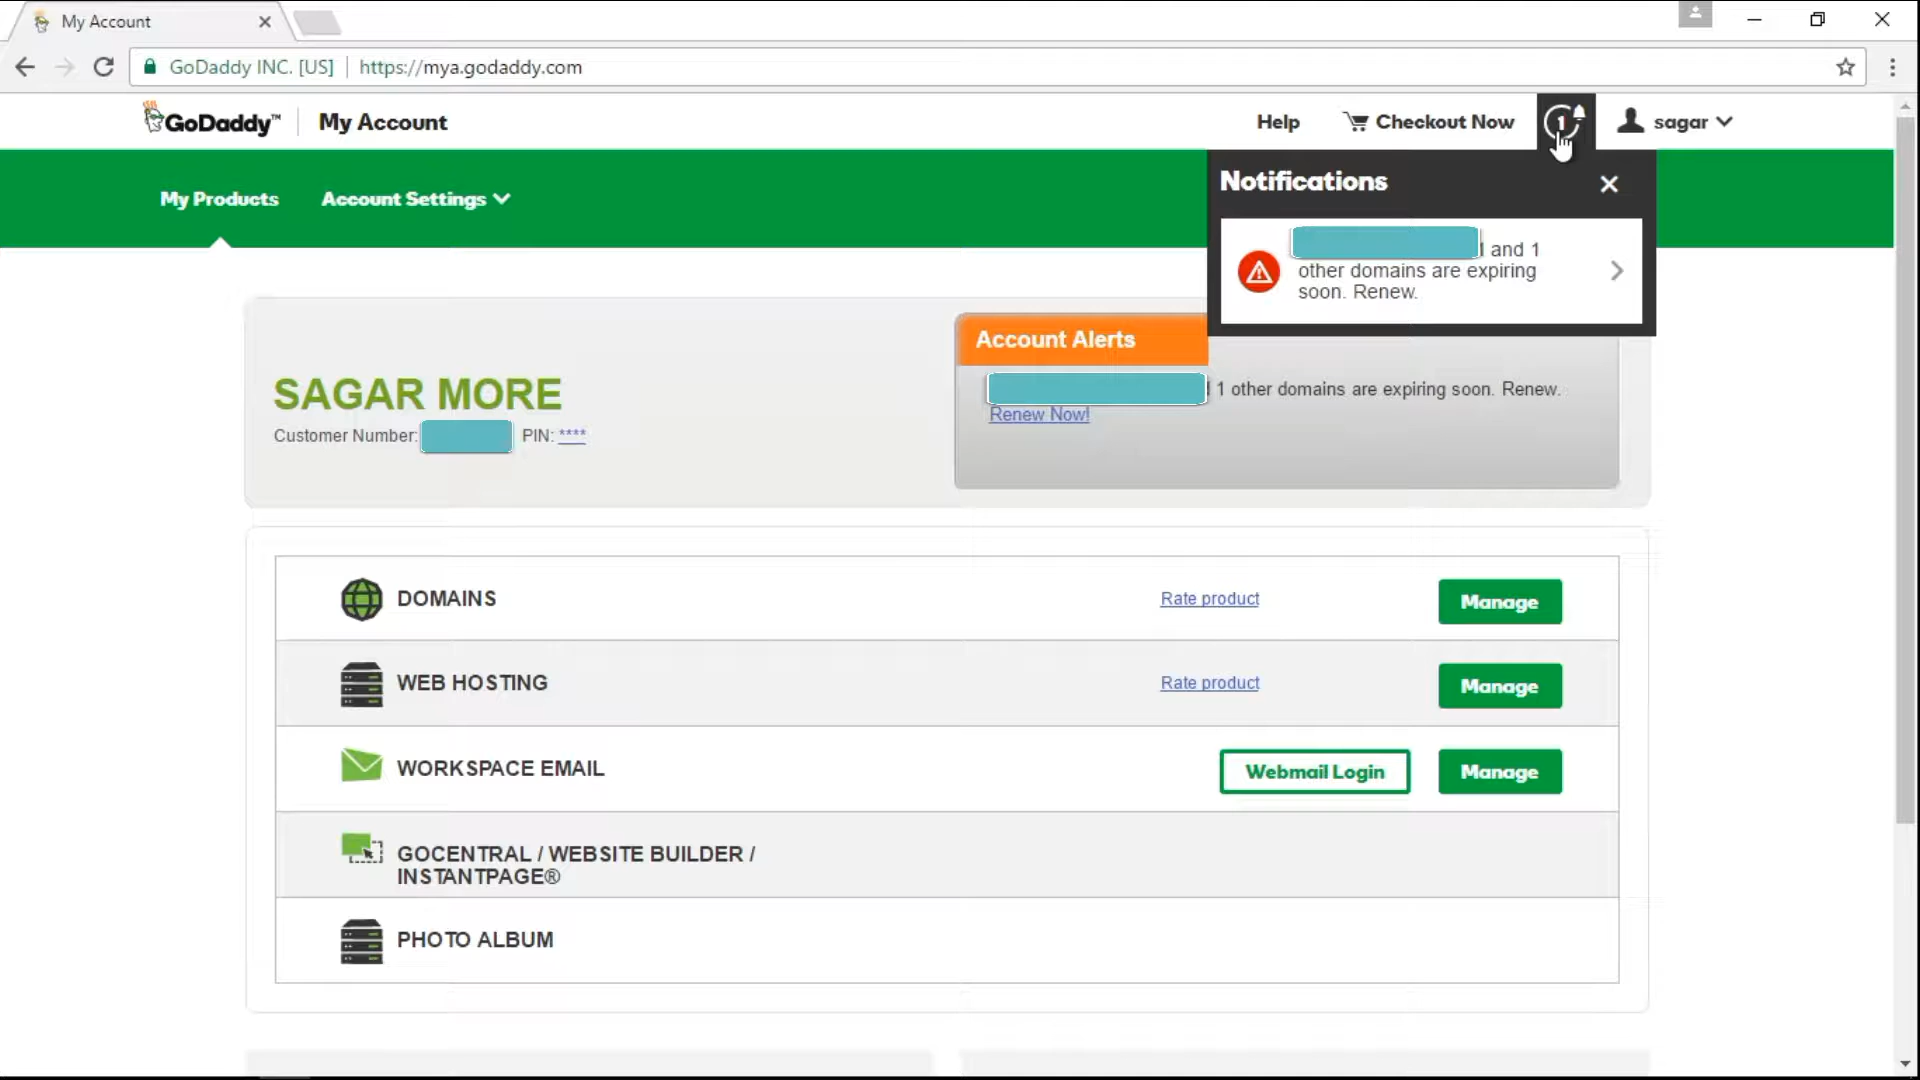 My Account
GoDaddy INC. [US] https://mya.godaddy.com
GoDaddy™ My Account Help Checkout Now 1 sagar
My Products Account Settings
Notifications
and 1
other domains are expiring
soon. Renew.
Account Alerts
1 other domains are expiring soon. Renew.
Renew Now!
SAGAR MORE
Customer Number: PIN: ****
DOMAINS Rate product Manage
WEB HOSTING Rate product Manage
WORKSPACE EMAIL Webmail Login Manage
GOCENTRAL / WEBSITE BUILDER /
INSTANTPAGE®
PHOTO ALBUM